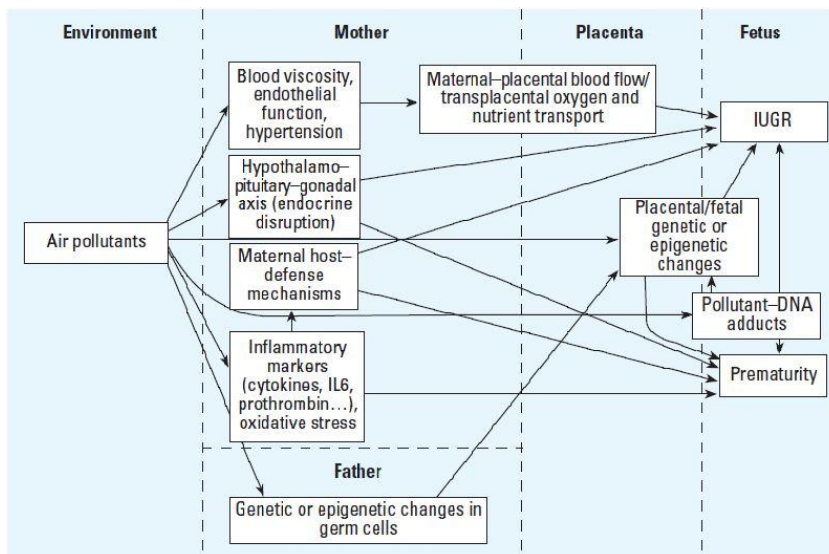 Environment
Mother
Placenta
Fetus
Blood viscosity,
endothelial
function,
hypertension
Maternal–placental blood flow/
transplacental oxygen and
nutrient transport
IUGR
Hypothalamo–
pituitary–gonadal
axis (endocrine
disruption)
Air pollutants
Placental/fetal
genetic or
epigenetic
changes
Maternal host–
defense
mechanisms
Pollutant–DNA
adducts
Inflammatory
markers
(cytokines, IL6,
prothrombin…),
oxidative stress
Prematurity
Father
Genetic or epigenetic changes in
germ cells